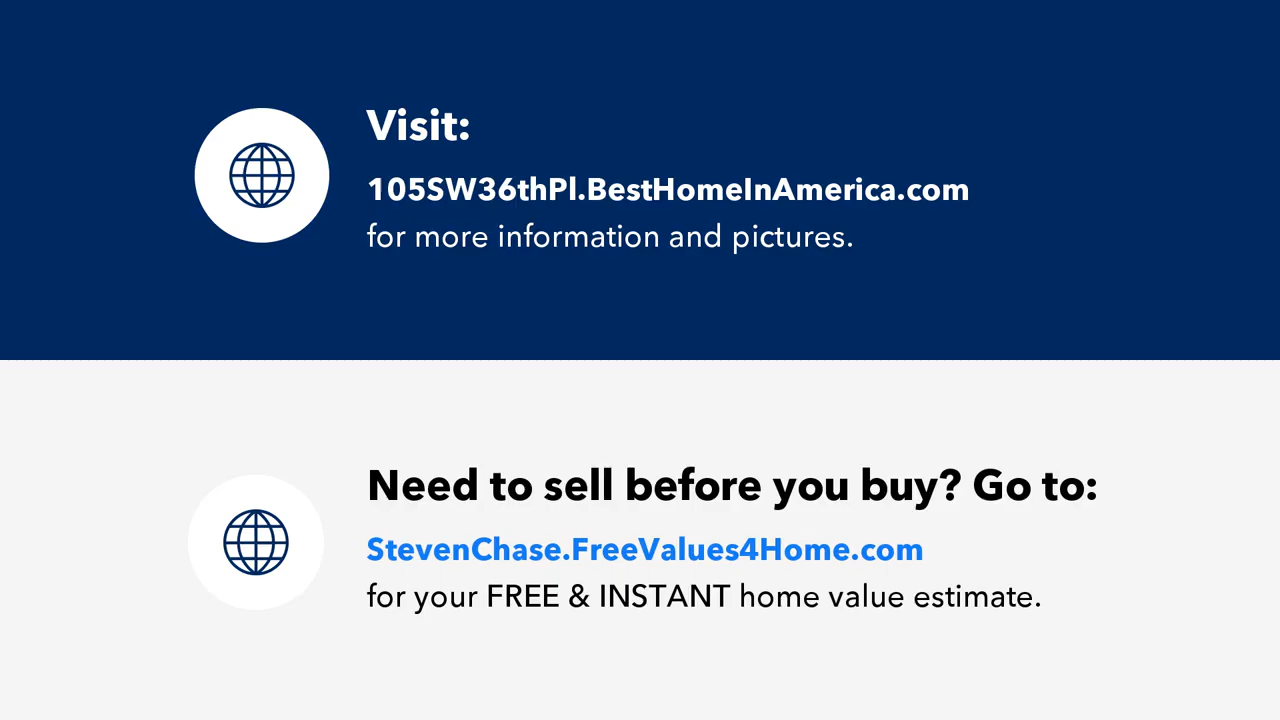 Visit:
105SW36thPl.BestHomeInAmerica.com
for more information and pictures.
Need to sell before you buy? Go to:
StevenChase.FreeValues4Home.com
for your FREE & INSTANT home value estimate.